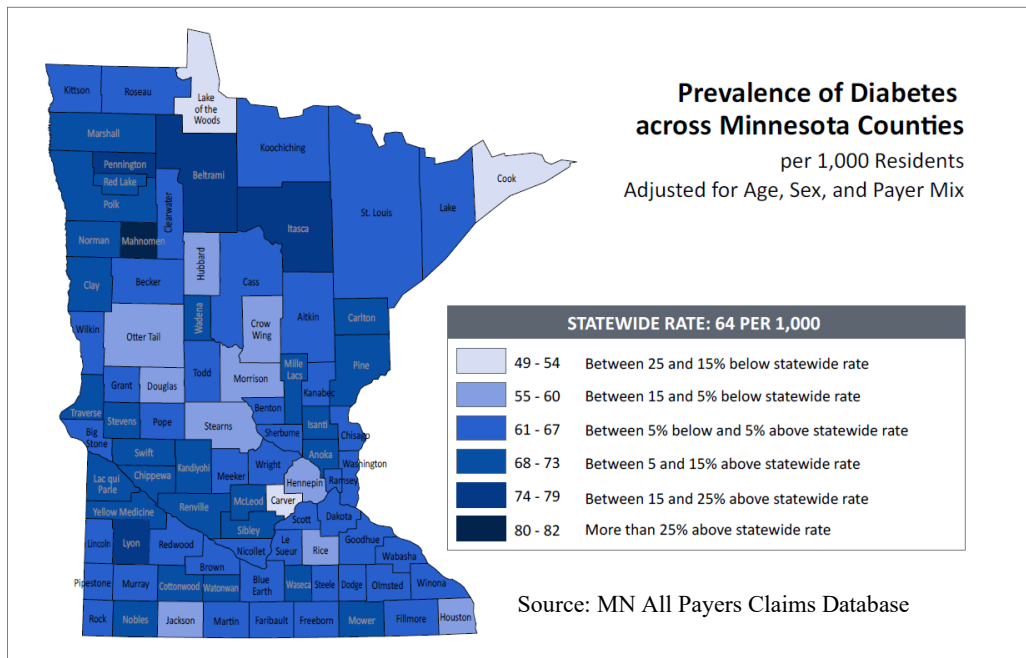 Prevalence of Diabetes
across Minnesota Counties
per 1,000 Residents
Adjusted for Age, Sex, and Payer Mix
Kittson
Roseau
Lake
of the
Woods
Marshall
Koochiching
Cook
Pennington
Red Lake
Beltrami
Polk
Clearwater
St. Louis
Lake
Itasca
Norman
Mahnomen
Hubbard
Cass
Clay
Becker
Wadena
Crow
Wing
Aitkin
Carlton
Wilkin
Otter Tail
Pine
Todd
Morrison
Mille
Lacs
Grant
Douglas
Kanabec
Traverse
Stevens
Pope
Stearns
Benton
Big
Stone
Sherburne
Isanti
Chisago
Swift
Kandiyohi
Anoka
Washington
Lac qui
Parle
Chippewa
Meeker
Wright
Hennepin
Ramsey
Yellow Medicine
Renville
McLeod
Carver
Scott
Dakota
Sibley
Lincoln
Lyon
Redwood
Nicollet
Le
Sueur
Rice
Goodhue
Wabasha
Brown
Pipestone
Murray
Cottonwood
Watonwan
Blue
Earth
Waseca
Steele
Dodge
Olmsted
Winona
Rock
Nobles
Jackson
Martin
Faribault
Freeborn
Mower
Fillmore
Houston
STATEWIDE RATE: 64 PER 1,000
49 - 54 Between 25 and 15% below statewide rate
55 - 60 Between 15 and 5% below statewide rate
61 - 67 Between 5% below and 5% above statewide rate
68 - 73 Between 5 and 15% above statewide rate
74 - 79 Between 15 and 25% above statewide rate
80 - 82 More than 25% above statewide rate
Source: MN All Payers Claims Database